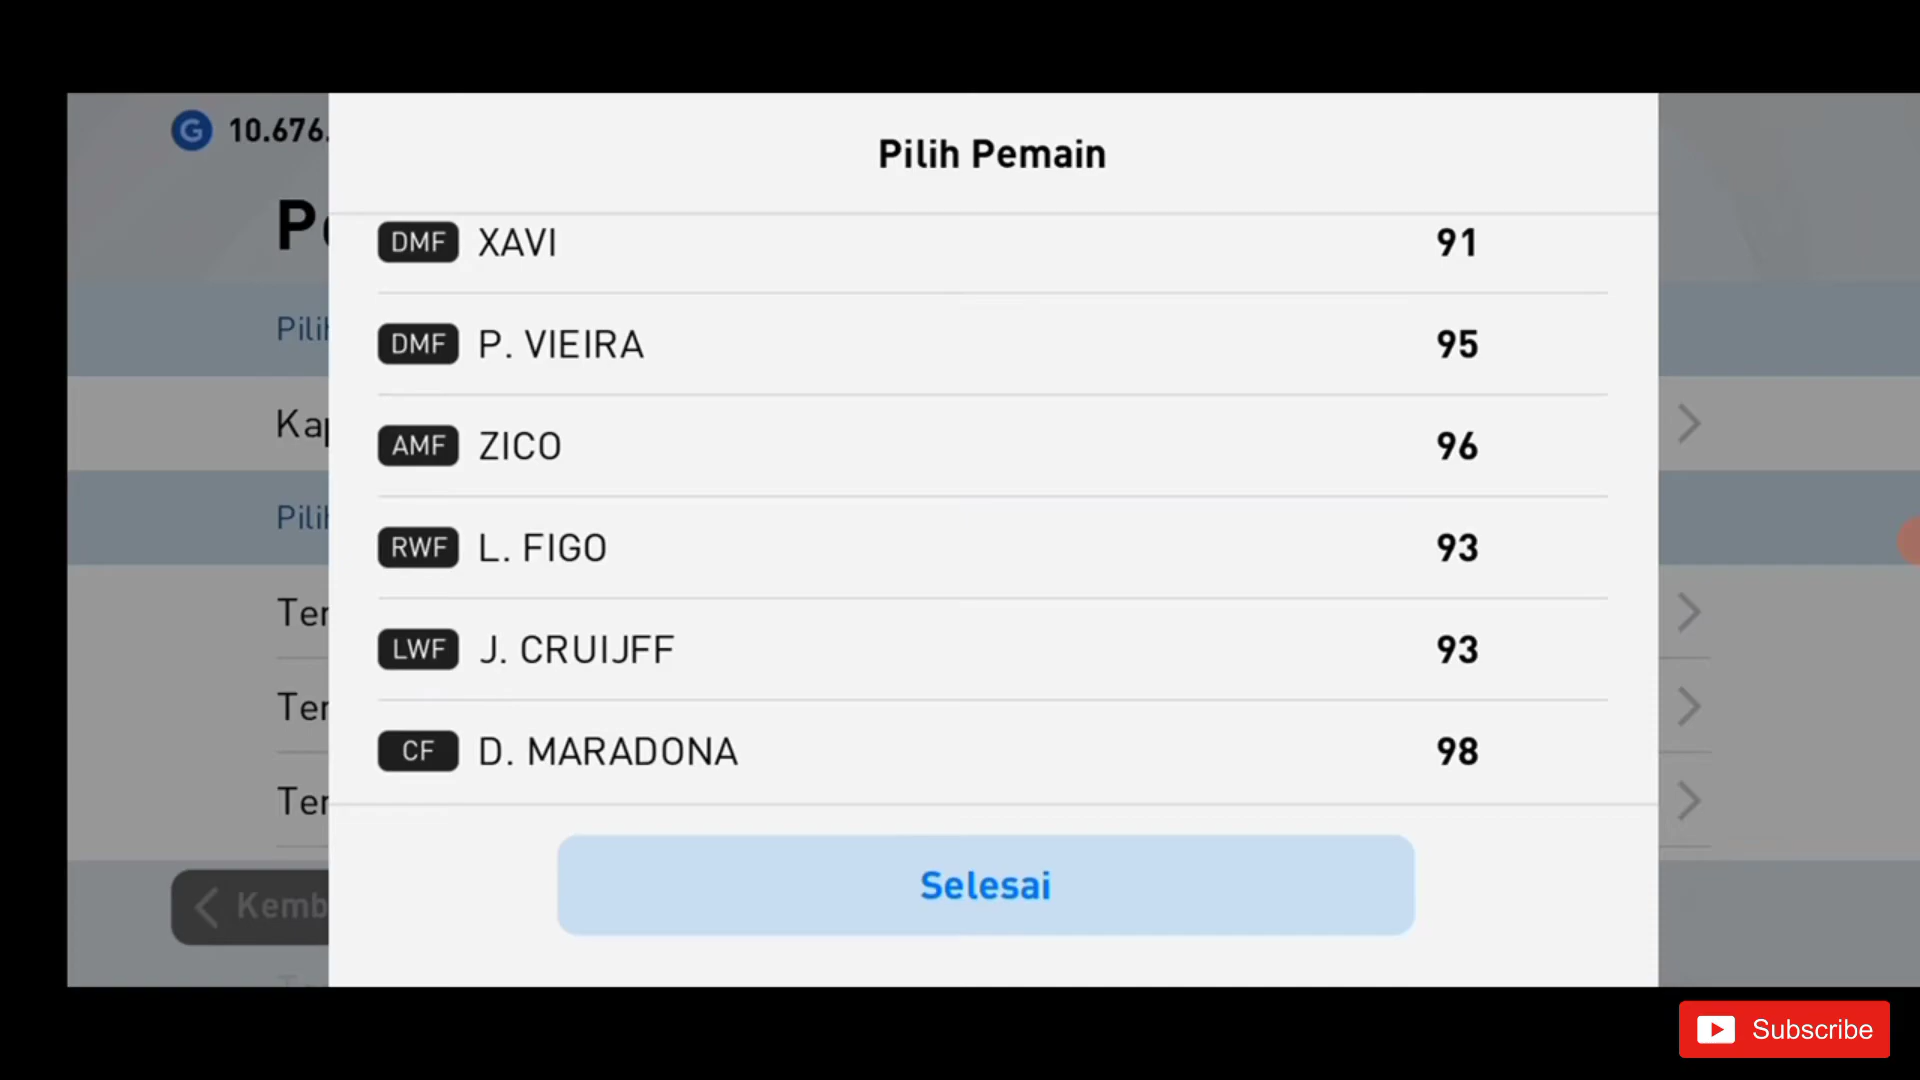 G 10.676.
Pilih Pemain
DMF XAVI 91
DMF P. VIEIRA 95
AMF ZICO 96
RWF L. FIGO 93
LWF J. CRUIJFF 93
CF D. MARADONA 98
Selesai
Kemb
Subscribe